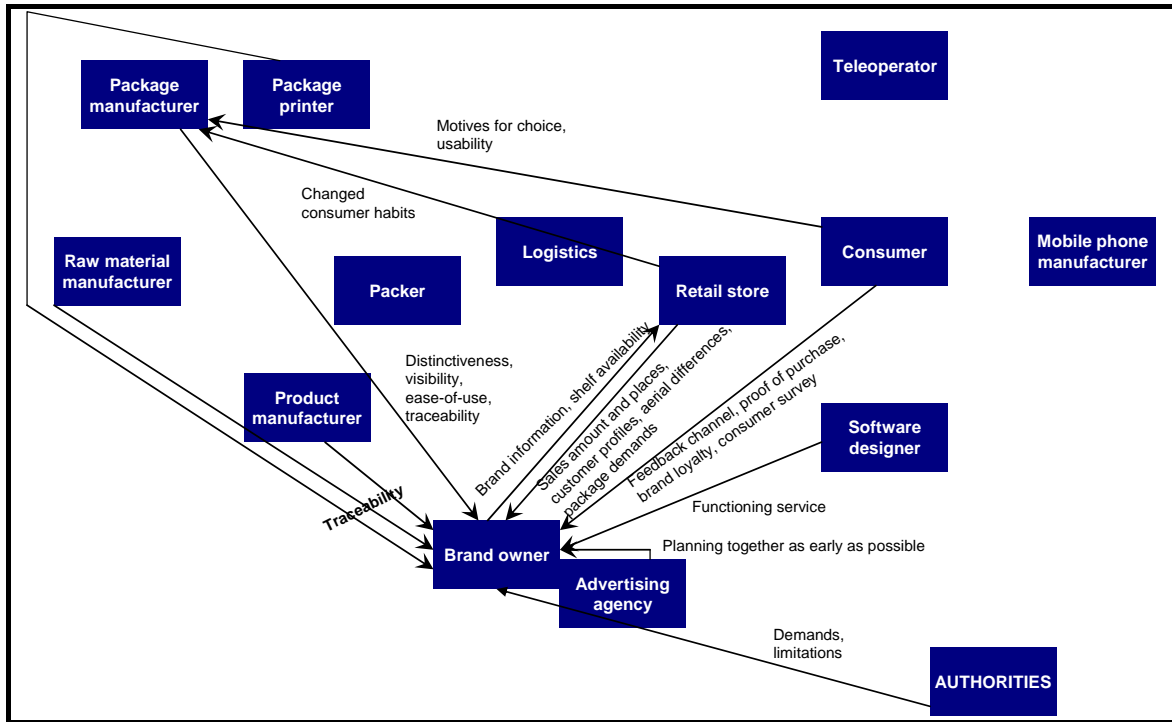 Package
manufacturer
Package
printer
Teleoperator
Motives for choice,
usability
Changed
consumer habits
Raw material
manufacturer
Packer
Logistics
Retail store
Consumer
Mobile phone
manufacturer
Distinctiveness,
visibility,
ease-of-use,
traceability
Product
manufacturer
Brand information, shelf availability
Sales amount and places,
customer profiles, aerial differences,
package demands
Feedback channel, proof of purchase,
brand loyalty, consumer survey
Software
designer
Traceability
Functioning service
Brand owner
Planning together as early as possible
Advertising
agency
Demands,
limitations
AUTHORITIES